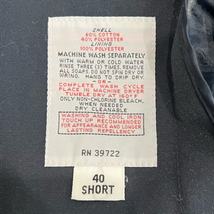 SHELL
60% COTTON
40% POLYESTER
LINING
100% POLYESTER
MACHINE WASH SEPARATELY
WITH WARM OR COLD WATER
RINSE THREE (3) TIMES. REMOVE
ALL SOAPS. DO NOT SPIN DRY OR
WRING. HANG TO DRIP DRY
OR
COMPLETE WASH CYCLE
PLACE IN MACHINE DRYER
TUMBLE DRY AT 160°F
ONLY NON-CHLORINE BLEACH,
WHEN NEEDED
DRY CLEANABLE
WASHING AND COOL IRON
TOUCH UP RECOMMENDED
FOR APPEARANCE AND LONGER
LASTING REPELLENCY
RN 39722
40
SHORT